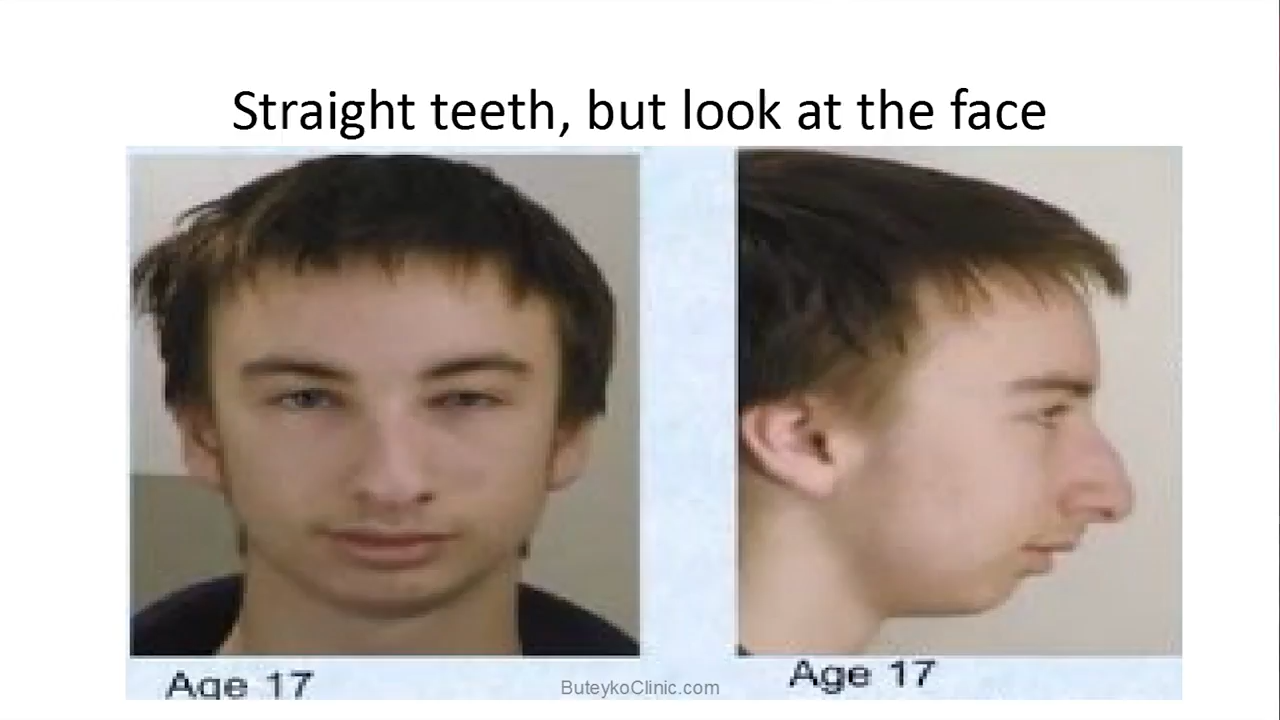 Straight teeth, but look at the face
Age 17
Age 17
ButeykoClinic.com